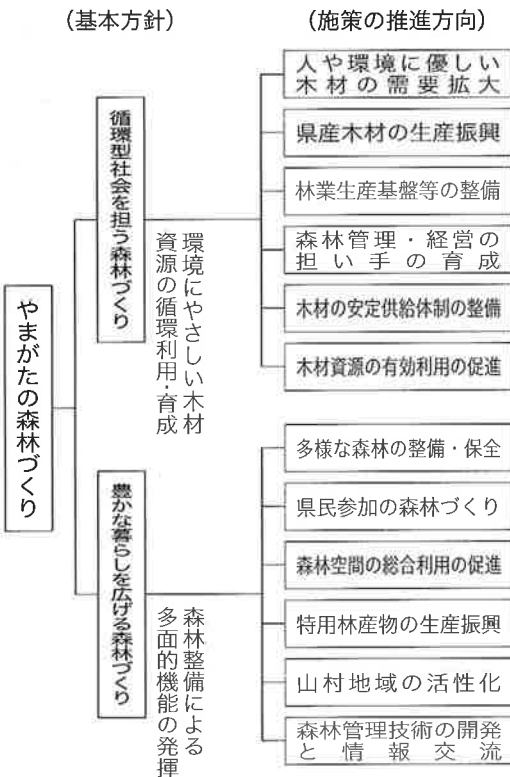 (基本方針)
(施策の推進方向)
やまがたの森林づくり
循環型社会を担う森林づくり
環境にやさしい木材
資源の循環利用・育成
人や環境に優しい
木材の需要拡大
県産木材の生産振興
林業生産基盤等の整備
森林管理・経営の
担い手の育成
木材の安定供給体制の整備
木材資源の有効利用の促進
豊かな暮らしを広げる森林づくり
森林整備による
多面的機能の発揮
多様な森林の整備・保全
県民参加の森林づくり
森林空間の総合利用の促進
特用林産物の生産振興
山村地域の活性化
森林管理技術の開発
と情報交流